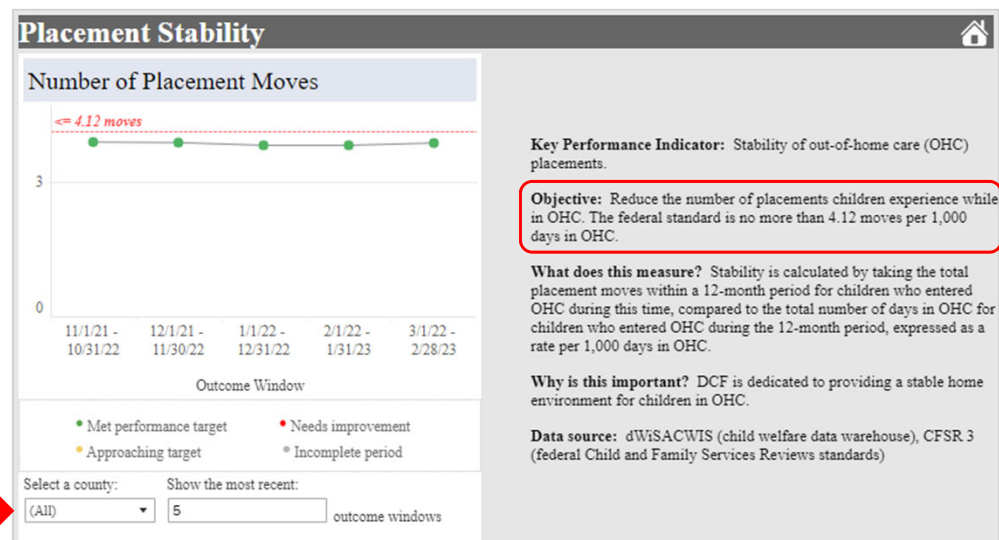 Placement Stability
Number of Placement Moves
<= 4.12 moves
3
0
11/1/21 - 12/1/21 - 1/1/22 - 2/1/22 - 3/1/22 -
10/31/22 11/30/22 12/31/22 1/31/23 2/28/23
Outcome Window
Met performance target Needs improvement
Approaching target Incomplete period
Select a county: Show the most recent:
(All) 5 outcome windows
Key Performance Indicator: Stability of out-of-home care (OHC)
placements.
Objective: Reduce the number of placements children experience while
in OHC. The federal standard is no more than 4.12 moves per 1,000
days in OHC.
What does this measure? Stability is calculated by taking the total
placement moves within a 12-month period for children who entered
OHC during this time, compared to the total number of days in OHC for
children who entered OHC during the 12-month period, expressed as a
rate per 1,000 days in OHC.
Why is this important? DCF is dedicated to providing a stable home
environment for children in OHC.
Data source: dWiSACWIS (child welfare data warehouse), CFSR 3
(federal Child and Family Services Reviews standards)